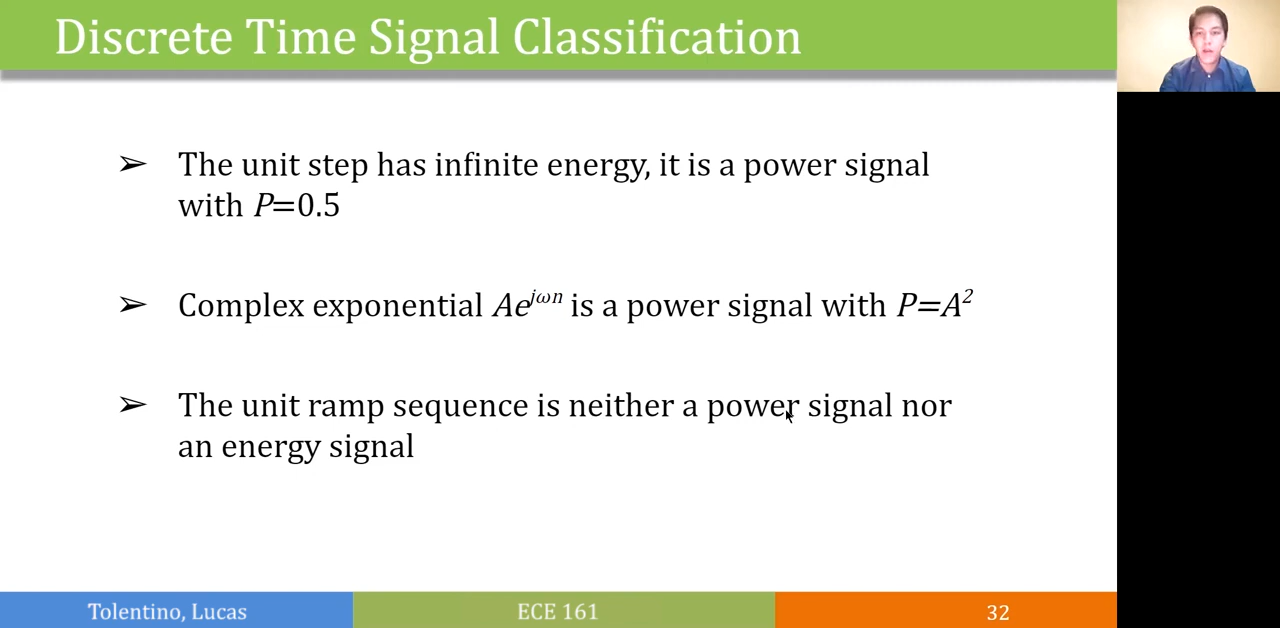 Discrete Time Signal Classification
➢ The unit step has infinite energy, it is a power signal
with P=0.5
➢ Complex exponential Ae^{jωn} is a power signal with P=A²
➢ The unit ramp sequence is neither a power signal nor
an energy signal
Tolentino, Lucas
ECE 161
32